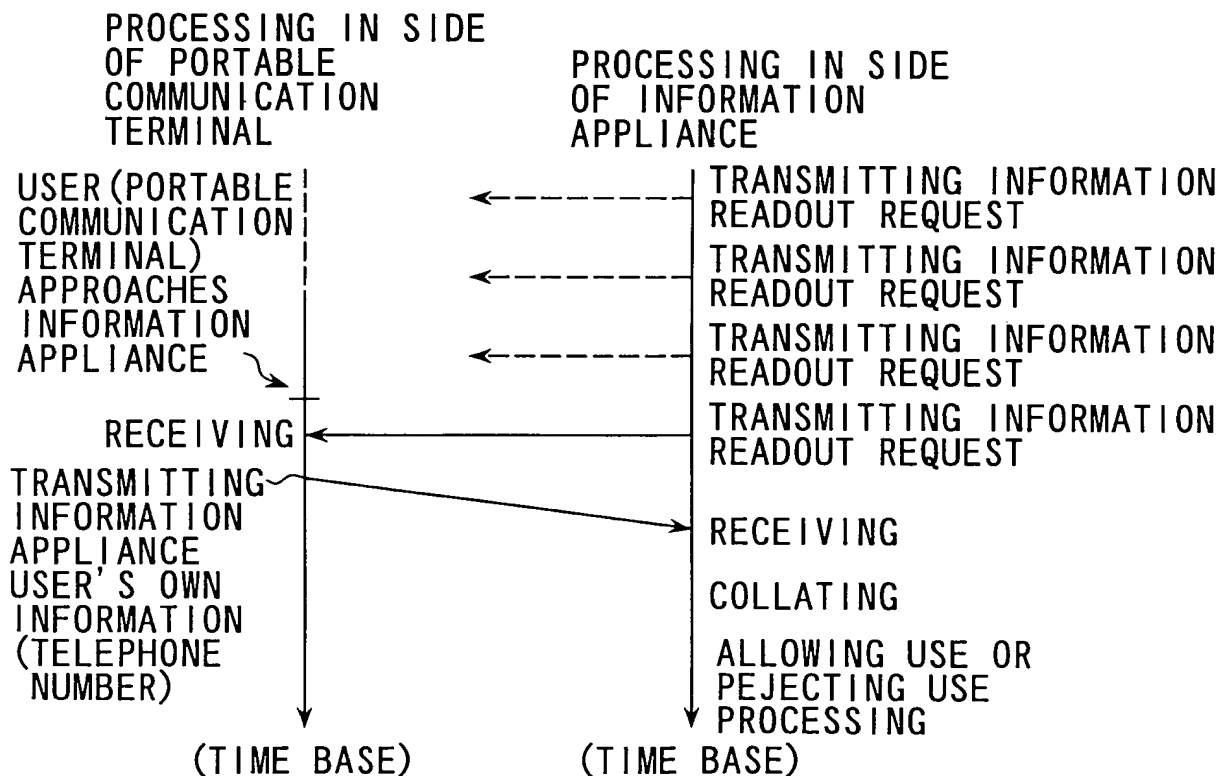 PROCESSING IN SIDE
OF PORTABLE
COMMUNICATION
TERMINAL
PROCESSING IN SIDE
OF INFORMATION
APPLIANCE
USER(PORTABLE
COMMUNICATION
TERMINAL)
APPROACHES
INFORMATION
APPLIANCE
TRANSMITTING INFORMATION
READOUT REQUEST
TRANSMITTING INFORMATION
READOUT REQUEST
TRANSMITTING INFORMATION
READOUT REQUEST
RECEIVING
TRANSMITTING INFORMATION
READOUT REQUEST
TRANSMITTING
INFORMATION
APPLIANCE
USER'S OWN
INFORMATION
(TELEPHONE
NUMBER)
RECEIVING
COLLATING
ALLOWING USE OR
PEJECTING USE
PROCESSING
(TIME BASE)
(TIME BASE)